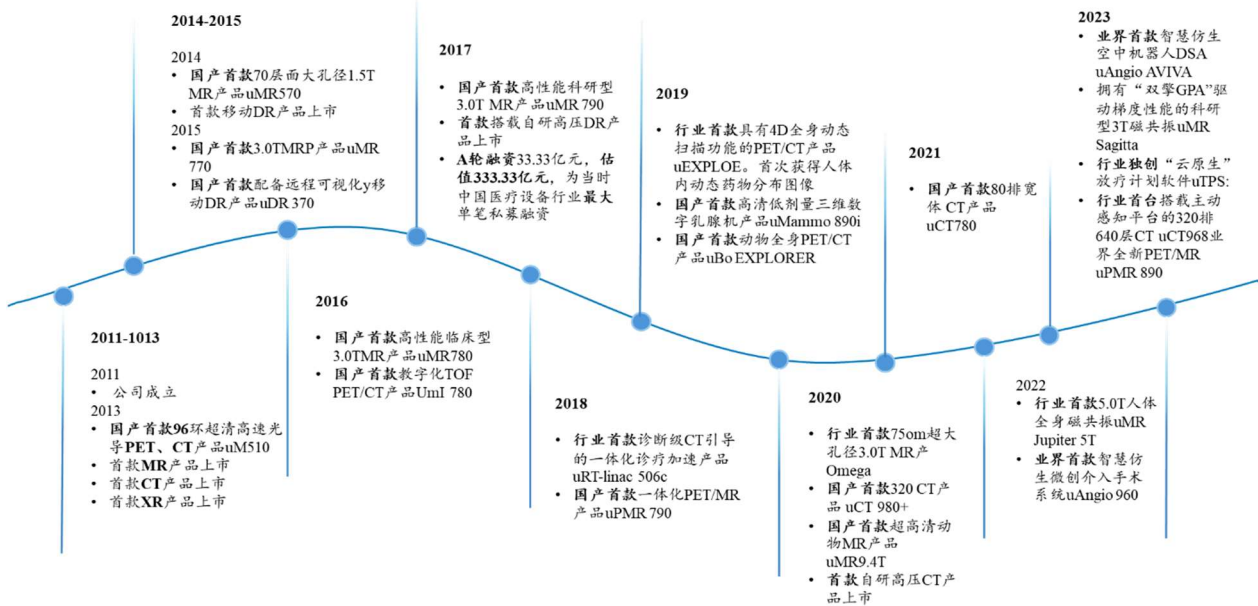 2014-2015
2014
• 国产首款70层面大孔径1.5T
MR产品uMR570
• 首款移动DR产品上市
2015
• 国产首款3.0TMRP产品uMR
770
• 国产首款配备远程可视化y移
动DR产品uDR 370
2017
• 国产首款高性能科研型
3.0T MR产品uMR 790
• 首款搭载自研高压DR产
品上市
• A轮融资33.33亿元，估
值333.33亿元，为当时
中国医疗设备行业最大
单笔私募融资
2019
• 行业首款具有4D全身动态
扫描功能的PET/CT产品
uEXPLOE。首次获得人体
内动态药物分布图像
• 国产首款高清低剂量三维数
字乳腺机产品uMammo 890i
• 国产首款动物全身PET/CT
产品uBo EXPLORER
2021
• 国产首款80排宽
体 CT产品
uCT780
2023
• 业界首款智慧仿生
空中机器人DSA
uAngio AVIVA
• 拥有“双擎GPA”驱
动梯度性能的科研
型3T磁共振uMR
Sagitta
• 行业独创“云原生”
放疗计划软件uTPS:
• 行业首台搭载主动
感知平台的320排
640层CT uCT968业
界全新PET/MR
uPMR 890
2011-1013
2011
• 公司成立
2013
• 国产首款96环超清高速光
导PET、CT产品uM510
• 首款MR产品上市
• 首款CT产品上市
• 首款XR产品上市
2016
• 国产首款高性能临床型
3.0TMR产品uMR780
• 国产首款教字化TOF
PET/CT产品UmI 780
2018
• 行业首款诊断级CT引导
的一体化诊疗加速产品
uRT-linac 506c
• 国产首款一体化PET/MR
产品uPMR 790
2020
• 行业首款75om超大
孔径3.0T MR产
Omega
• 国产首款320 CT产
品 uCT 980+
• 国产首款超高清动
物MR产品
uMR9.4T
• 首款自研高压CT产
品上市
2022
• 行业首款5.0T人体
全身磁共振uMR
Jupiter 5T
• 业界首款智慧仿
生微创介入手术
系统uAngio 960